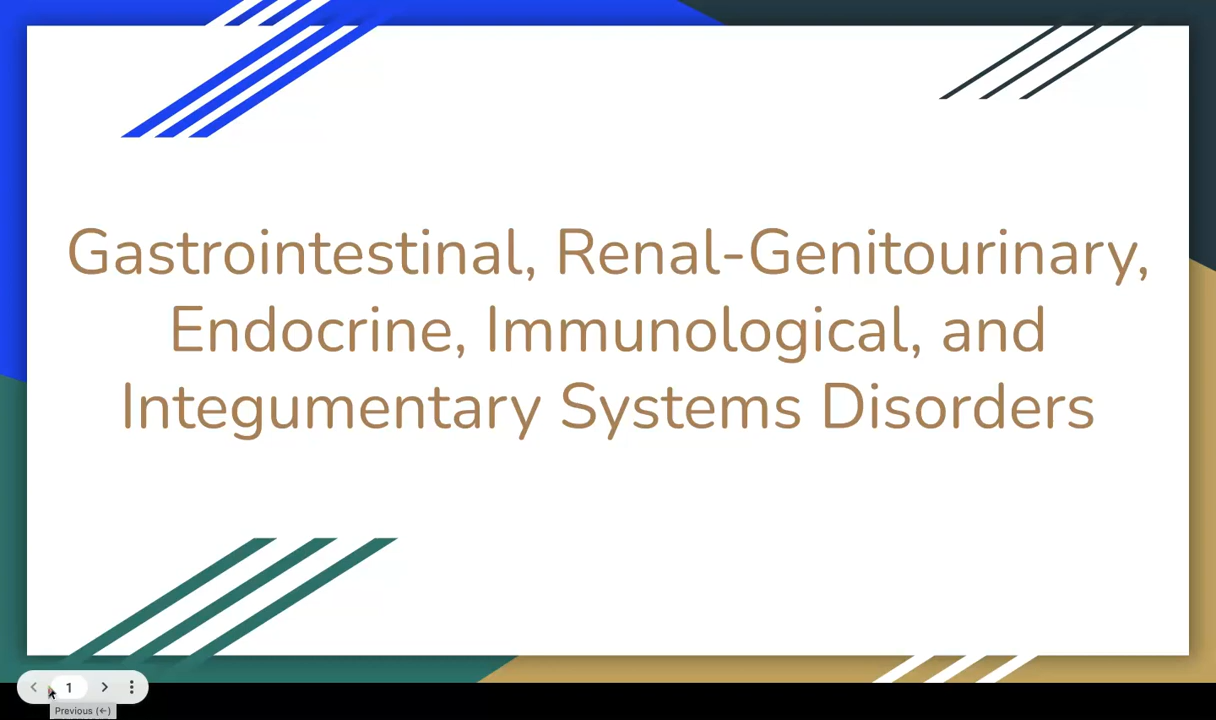 Gastrointestinal, Renal-Genitourinary,
Endocrine, Immunological, and
Integumentary Systems Disorders
1
Previous (←)